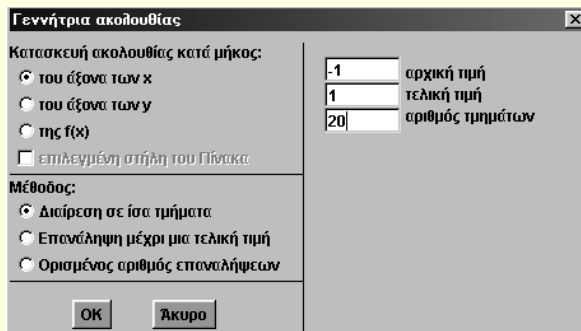 Γεννήτρια ακολουθίας
Κατασκευή ακολουθίας κατά μήκος:
του άξονα των x
του άξονα των y
της f(x)
επιλεγμένη στήλη του Πίνακα
Μέθοδος:
Διαίρεση σε ίσα τμήματα
Επανάληψη μέχρι μια τελική τιμή
Ορισμένος αριθμός επαναλήψεων
OK Άκυρο
-1 αρχική τιμή
1 τελική τιμή
20 αριθμός τμημάτων